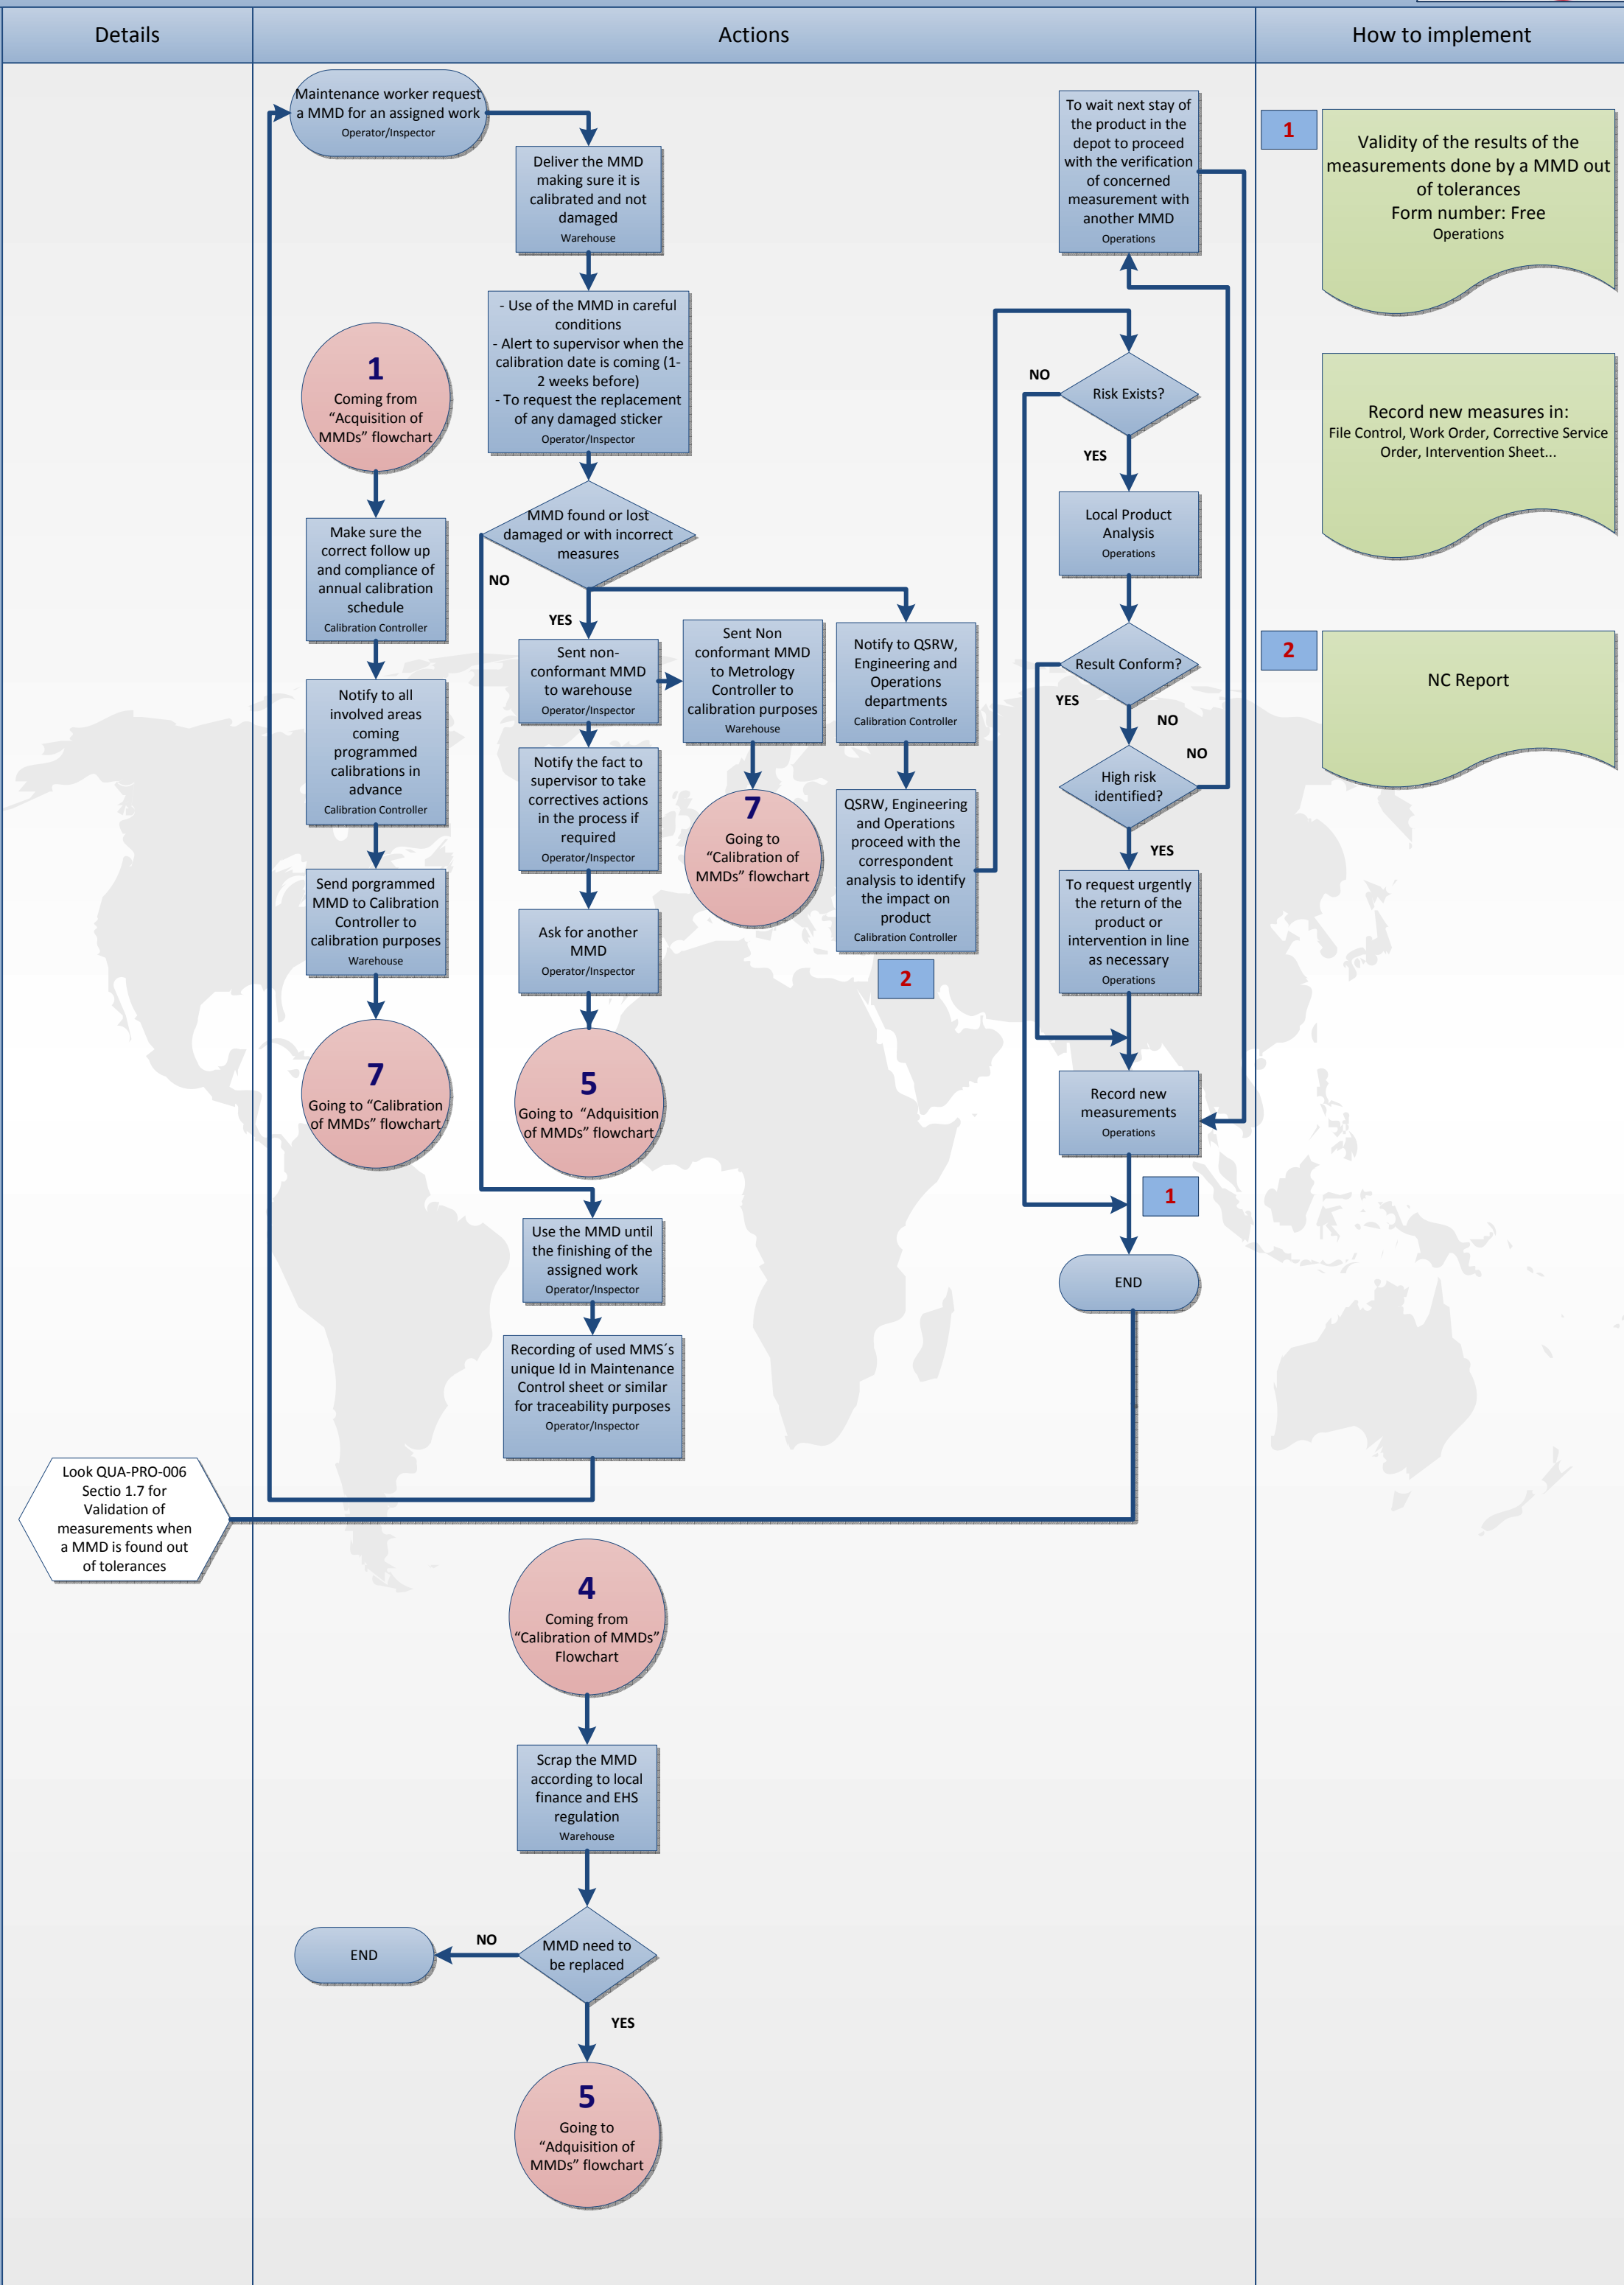 Details
Actions
How to implement
Maintenance worker request
a MMD for an assigned work
Operator/Inspector
Deliver the MMD
making sure it is
calibrated and not
damaged
Warehouse
- Use of the MMD in careful
conditions
- Alert to supervisor when the
calibration date is coming (1-
2 weeks before)
- To request the replacement
of any damaged sticker
Operator/Inspector
MMD found or lost
damaged or with incorrect
measures
NO
YES
1
Coming from
“Acquisition of
MMDs” flowchart
Make sure the
correct follow up
and compliance of
annual calibration
schedule
Calibration Controller
Notify to all
involved areas
coming
programmed
calibrations in
advance
Calibration Controller
Send porgrammed
MMD to Calibration
Controller to
calibration purposes
Warehouse
7
Going to “Calibration
of MMDs” flowchart
Sent non-
conformant MMD
to warehouse
Operator/Inspector
Notify the fact to
supervisor to take
correctives actions
in the process if
required
Operator/Inspector
Ask for another
MMD
Operator/Inspector
5
Going to  “Adquisition
of MMDs” flowchart
Sent Non
conformant MMD
to Metrology
Controller to
calibration purposes
Warehouse
7
Going to
“Calibration of
MMDs” flowchart
Notify to QSRW,
Engineering and
Operations
departments
Calibration Controller
QSRW, Engineering
and Operations
proceed with the
correspondent
analysis to identify
the impact on
product
Calibration Controller
2
To wait next stay of
the product in the
depot to proceed
with the verification
of concerned
measurement with
another MMD
Operations
Risk Exists?
NO
YES
Local Product
Analysis
Operations
Result Conform?
YES
NO
High risk
identified?
NO
YES
To request urgently
the return of the
product or
intervention in line
as necessary
Operations
Record new
measurements
Operations
1
END
Use the MMD until
the finishing of the
assigned work
Operator/Inspector
Recording of used MMS´s
unique Id in Maintenance
Control sheet or similar
for traceability purposes
Operator/Inspector
Look QUA-PRO-006
Sectio 1.7 for
Validation of
measurements when
a MMD is found out
of tolerances
4
Coming from
“Calibration of MMDs”
Flowchart
Scrap the MMD
according to local
finance and EHS
regulation
Warehouse
MMD need to
be replaced
NO
END
YES
5
Going to
“Adquisition of
MMDs” flowchart
1
Validity of the results of the
measurements done by a MMD out
of tolerances
Form number: Free
Operations
Record new measures in:
File Control, Work Order, Corrective Service
Order, Intervention Sheet...
2
NC Report